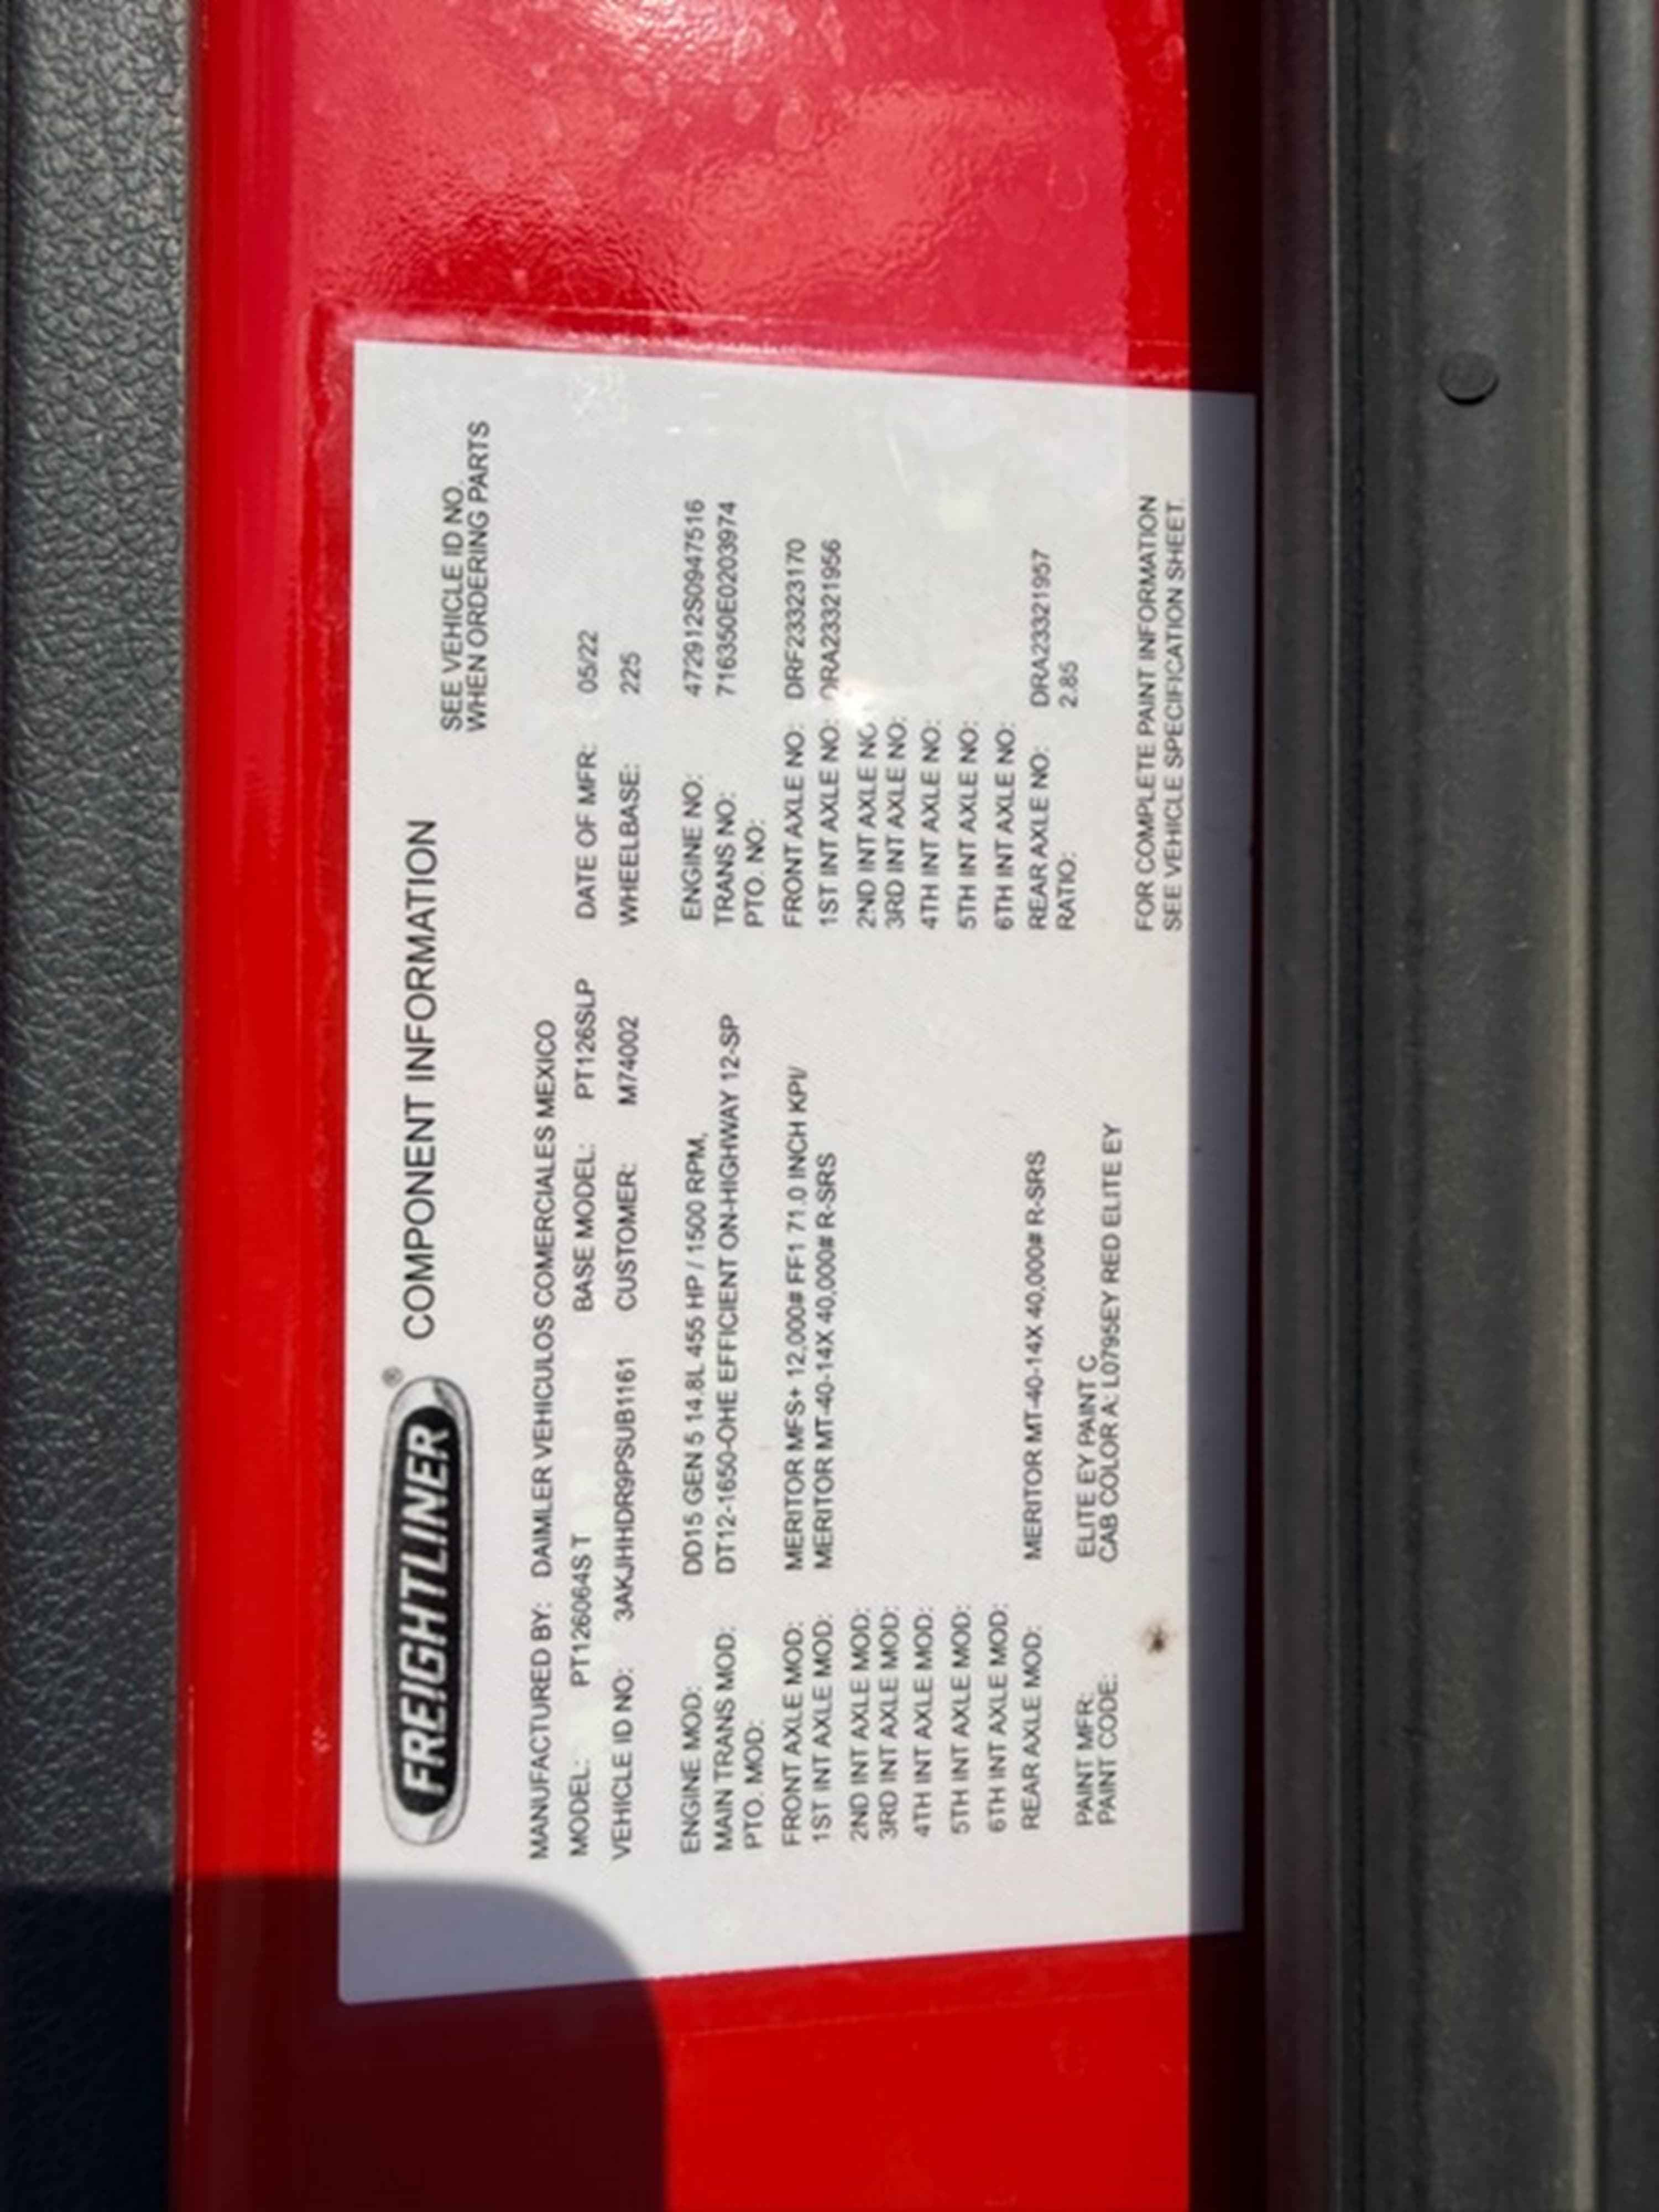 FREIGHTLINER® COMPONENT INFORMATION
SEE VEHICLE ID NO.
WHEN ORDERING PARTS
MANUFACTURED BY: DAIMLER VEHICULOS COMERCIALES MEXICO
MODEL: PT126064S T BASE MODEL: PT126SLP DATE OF MFR: 05/22
VEHICLE ID NO: 3AKJHHDR9PSUB1161 CUSTOMER: M74002 WHEELBASE: 225
ENGINE MOD: DD15 GEN 5 14.8L 455 HP / 1500 RPM, ENGINE NO: 472912S0947516
MAIN TRANS MOD: DT12-1650-OHE EFFICIENT ON-HIGHWAY 12-SP TRANS NO: 716350E0203974
PTO. MOD: PTO. NO:
FRONT AXLE MOD: MERITOR MFS+ 12,000# FF1 71.0 INCH KPI/ FRONT AXLE NO: DRF23323170
1ST INT AXLE MOD: MERITOR MT-40-14X 40,000# R-SRS 1ST INT AXLE NO: DRA23321956
2ND INT AXLE MOD: 2ND INT AXLE NO
3RD INT AXLE MOD: 3RD INT AXLE NO:
4TH INT AXLE MOD: 4TH INT AXLE NO:
5TH INT AXLE MOD: 5TH INT AXLE NO:
6TH INT AXLE MOD: 6TH INT AXLE NO:
REAR AXLE MOD: MERITOR MT-40-14X 40,000# R-SRS REAR AXLE NO: DRA23321957
RATIO: 2.85
PAINT MFR: ELITE EY PAINT C
PAINT CODE: CAB COLOR A: L0795EY RED ELITE EY
FOR COMPLETE PAINT INFORMATION
SEE VEHICLE SPECIFICATION SHEET.